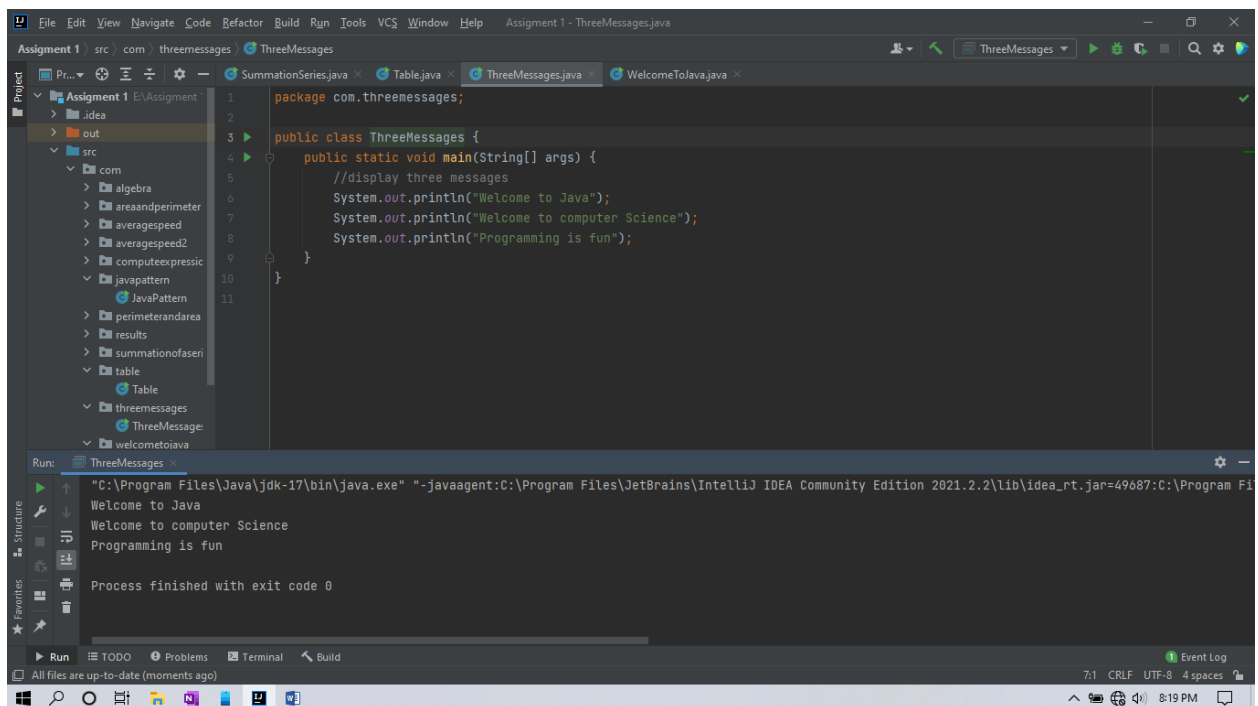 File Edit View Navigate Code Refactor Build Run Tools VCS Window Help Assigment 1 - ThreeMessages.java
Assigment 1 src com threemessages ThreeMessages
ThreeMessages
Project
Pr...
SummationSeries.java
Table.java
ThreeMessages.java
WelcomeToJava.java
Assigment 1 E:\Assigment
.idea
out
src
com
algebra
areaandperimeter
averagespeed
averagespeed2
computeexpressic
javapattern
JavaPattern
perimeterandarea
results
summationofaseri
table
Table
threemessages
ThreeMessage:
welcometojava
1 package com.threemessages;
2
3 public class ThreeMessages {
4 public static void main(String[] args) {
5 //display three messages
6 System.out.println("Welcome to Java");
7 System.out.println("Welcome to computer Science");
8 System.out.println("Programming is fun");
9 }
10 }
11
Run: ThreeMessages
"C:\Program Files\Java\jdk-17\bin\java.exe" "-javaagent:C:\Program Files\JetBrains\IntelliJ IDEA Community Edition 2021.2.2\lib\idea_rt.jar=49687:C:\Program Fi
Welcome to Java
Welcome to computer Science
Programming is fun
Process finished with exit code 0
Structure
Favorites
Run TODO Problems Terminal Build 1 Event Log
All files are up-to-date (moments ago) 7:1 CRLF UTF-8 4 spaces
8:19 PM